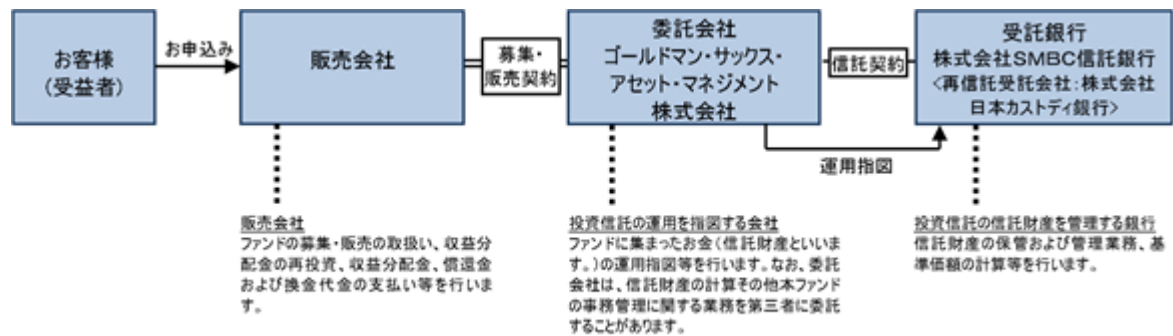 お客様
(受益者)
お申込み
販売会社
募集・
販売契約
委託会社
ゴールドマン・サックス・
アセット・マネジメント
株式会社
信託契約
受託銀行
株式会社SMBC信託銀行
<再信託受託会社:株式会社
日本カストディ銀行>
運用指図
販売会社
ファンドの募集・販売の取扱い、収益分
配金の再投資、収益分配金、償還金
および換金代金の支払い等を行いま
す。
投資信託の運用を指図する会社
ファンドに集まったお金(信託財産といいま
す。)の運用指図等を行います。なお、委託
会社は、信託財産の計算その他本ファンド
の事務管理に関する業務を第三者に委託
することがあります。
投資信託の信託財産を管理する銀行
信託財産の保管および管理業務、基
準価額の計算等を行います。